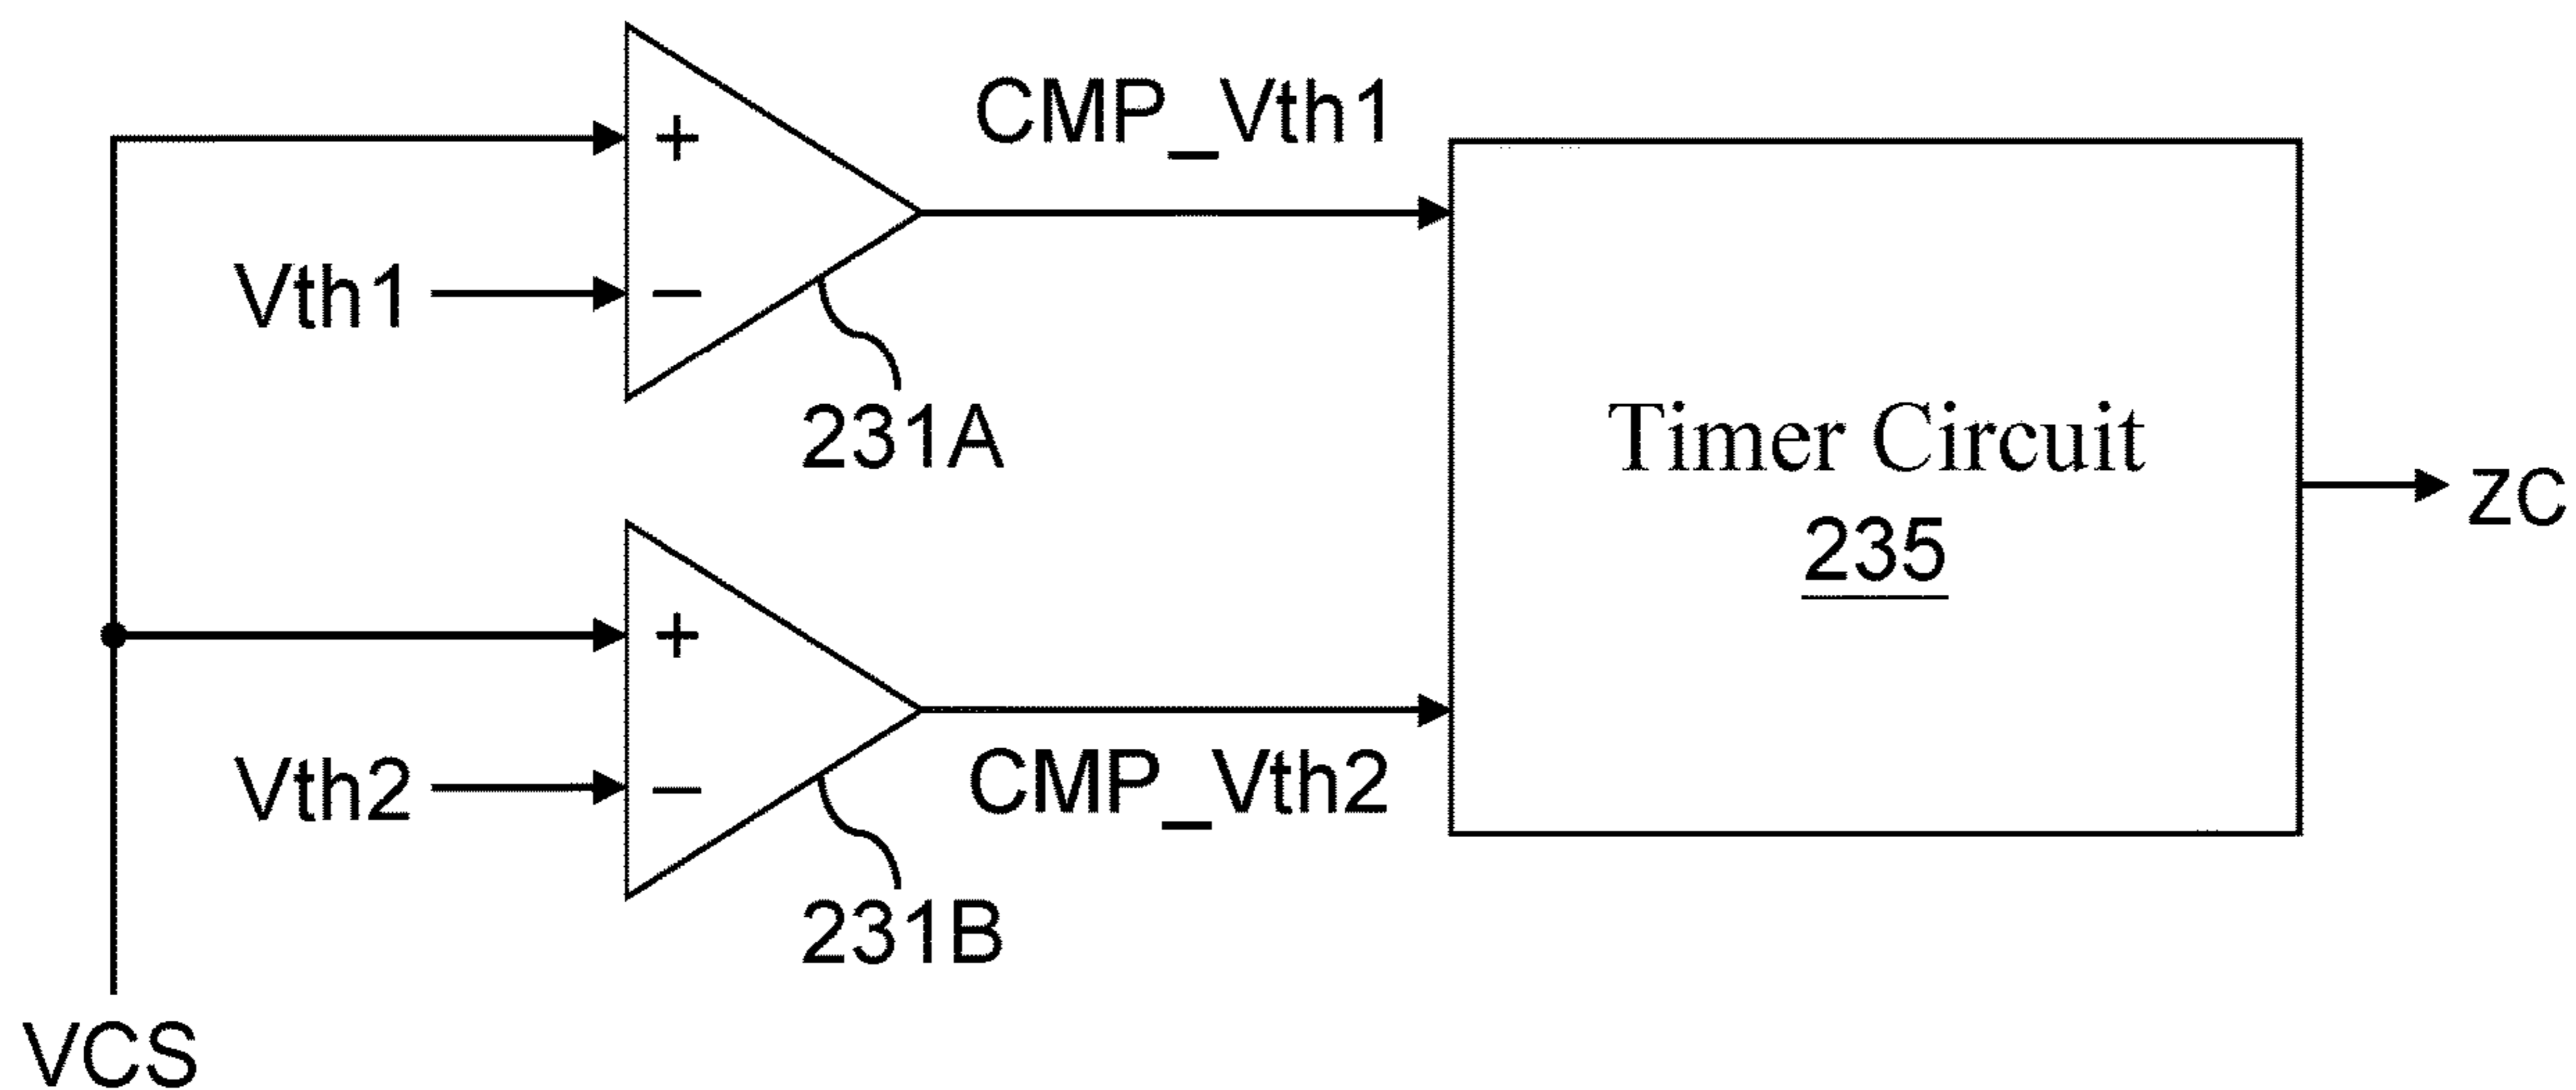 CMP_Vth1
+
Vth1
−
231A
Timer Circuit
235
ZC
+
Vth2
−
CMP_Vth2
231B
VCS